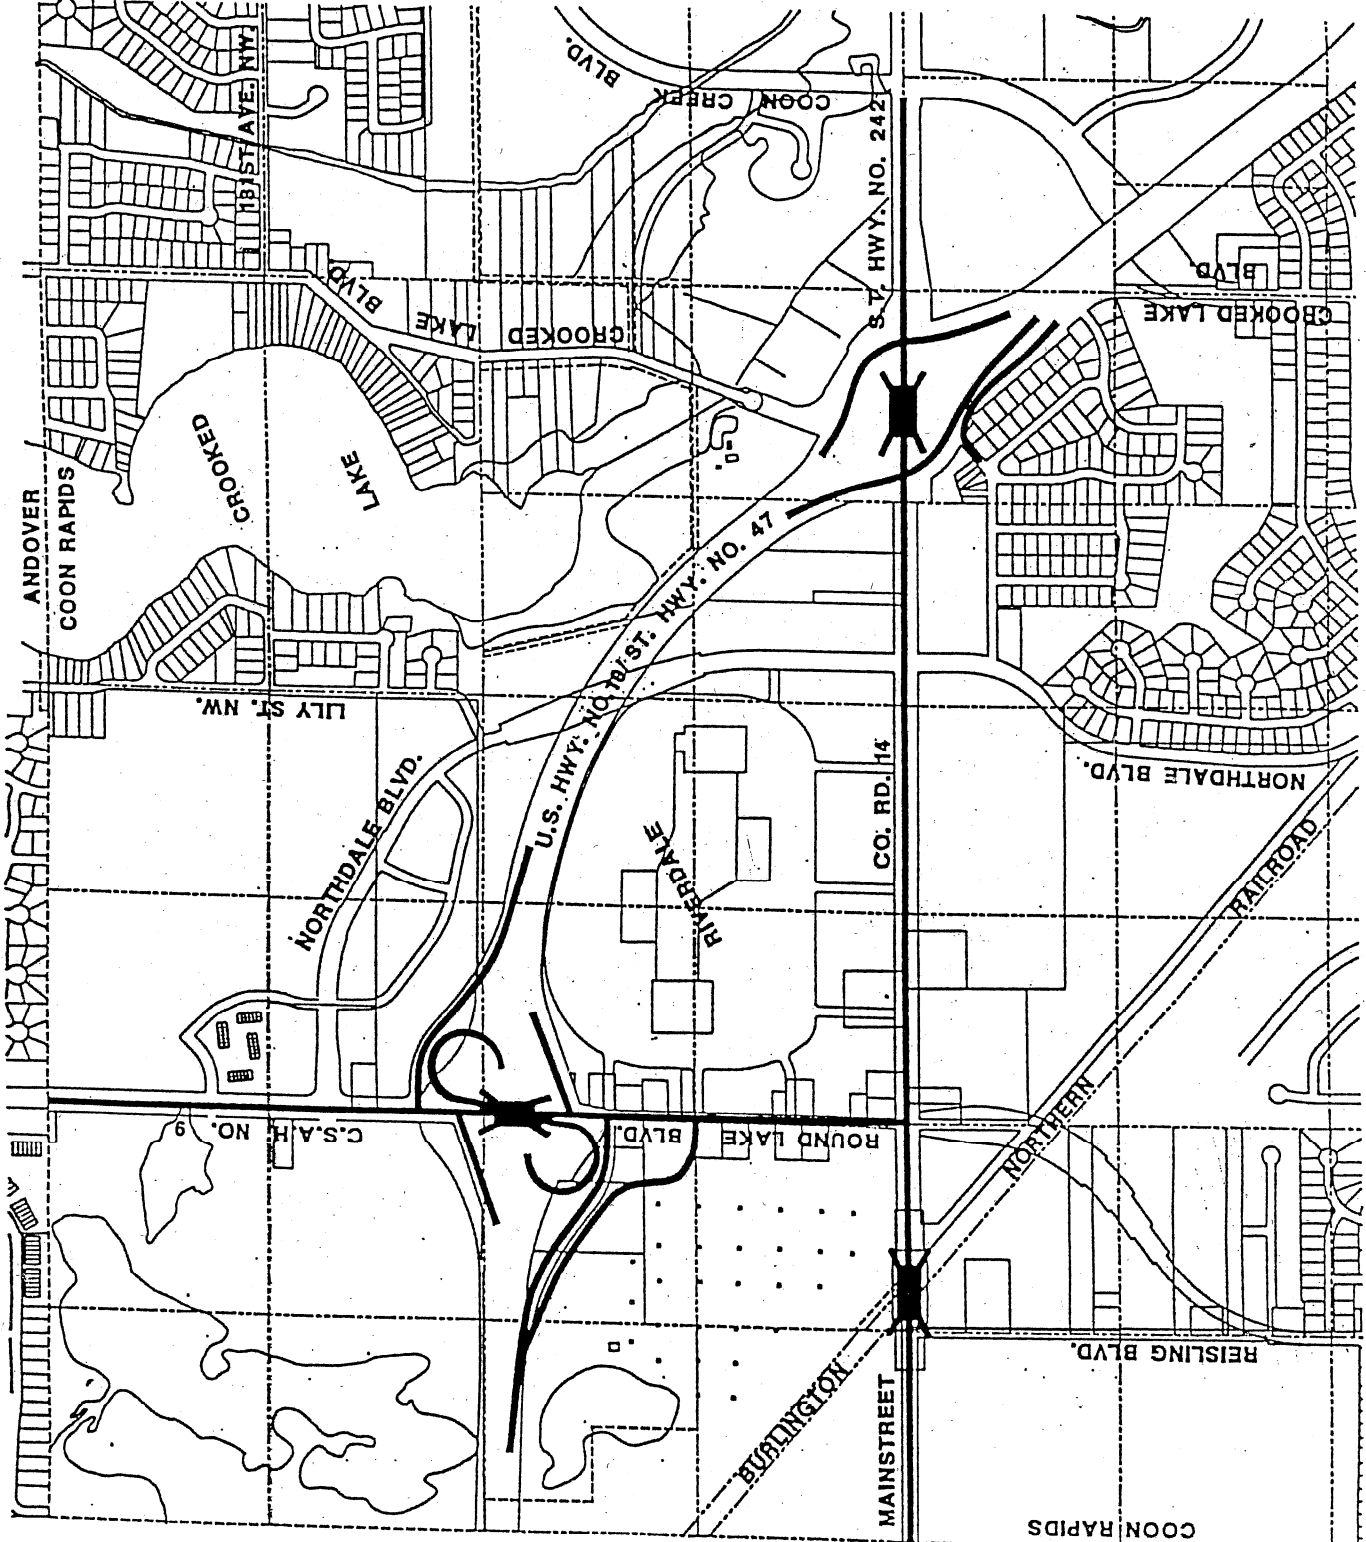 BLVD.
COON CREEK
131ST AVE. NW.
S.T. HWY. NO. 242
BLVD.
CROOKED LAKE
CROOKED LAKE BLVD
CROOKED
LAKE
ANDOVER
COON RAPIDS
U.S. HWY. NO. 10/ ST. HWY. NO. 47
LILY ST. NW.
NORTHDALE BLVD.
NORTHDALE BLVD.
RIVERDALE
CO. RD. 14
C.S.A.H. NO. 9
ROUND LAKE BLVD.
BURLINGTON NORTHERN RAILROAD
REISLING BLVD.
MAINSTREET
COON RAPIDS